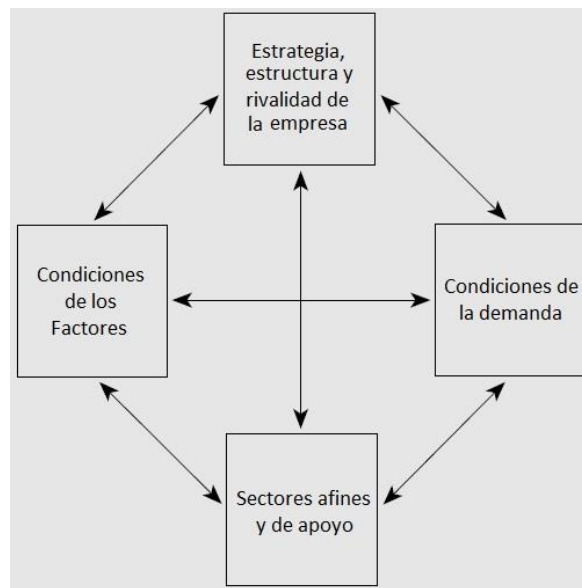 Estrategia,
estructura y
rivalidad de
la empresa
Condiciones
de los
Factores
Condiciones de
la demanda
Sectores afines
y de apoyo